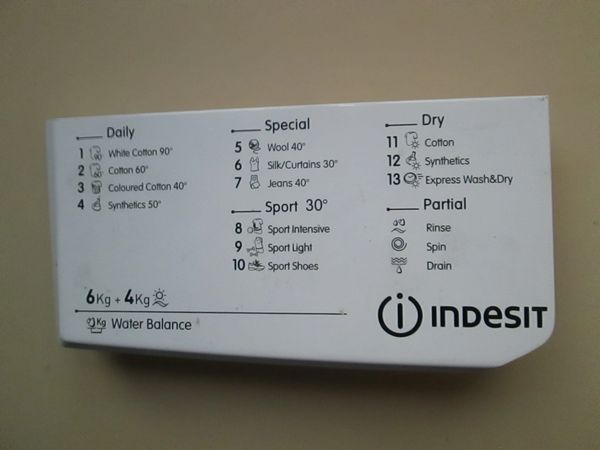 Daily
1 White Cotton 90°
2 Cotton 60°
3 Coloured Cotton 40°
4 Synthetics 50°
Special
5 Wool 40°
6 Silk/Curtains 30°
7 Jeans 40°
Sport 30°
8 Sport Intensive
9 Sport Light
10 Sport Shoes
Dry
11 Cotton
12 Synthetics
13 Express Wash&Dry
Partial
Rinse
Spin
Drain
6Kg + 4Kg
Kg Water Balance
INDESIT